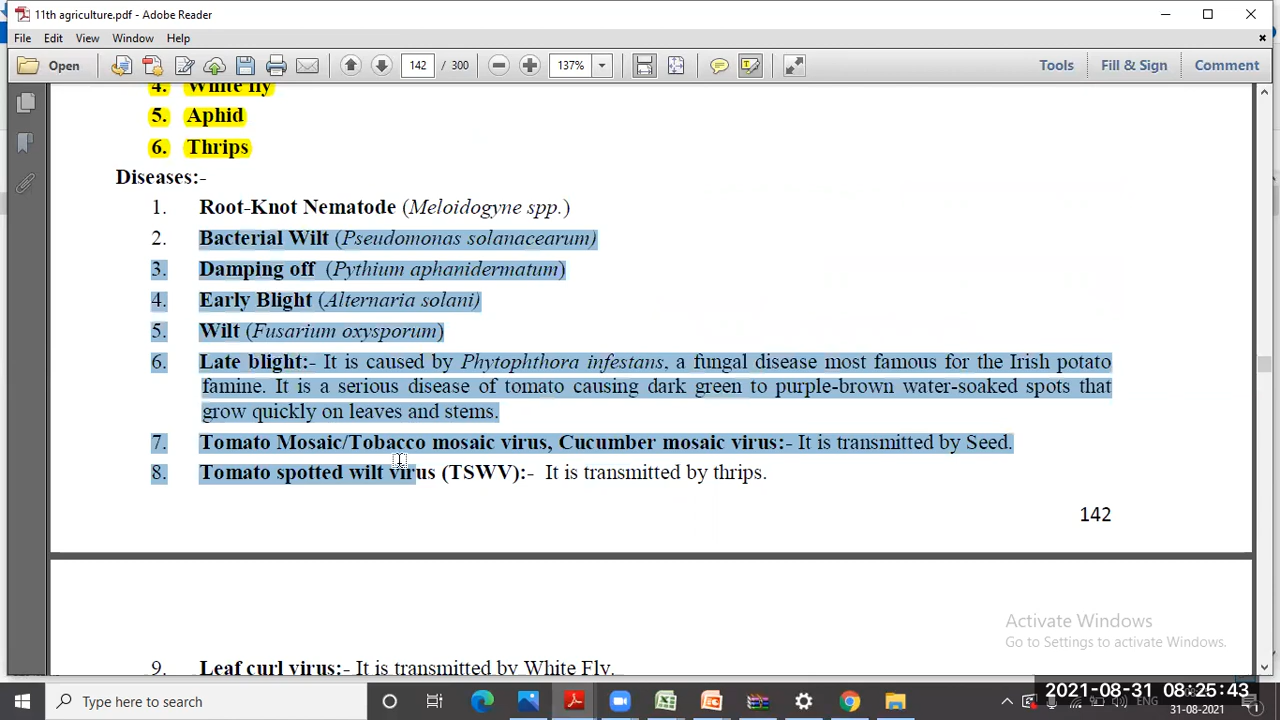 11th agriculture.pdf - Adobe Reader
File Edit View Window Help
Open 142 / 300 137% Tools Fill & Sign Comment
4. White fly
5. Aphid
6. Thrips
Diseases:-
1. Root-Knot Nematode (Meloidogyne spp.)
2. Bacterial Wilt (Pseudomonas solanacearum)
3. Damping off (Pythium aphanidermatum)
4. Early Blight (Alternaria solani)
5. Wilt (Fusarium oxysporum)
6. Late blight:- It is caused by Phytophthora infestans, a fungal disease most famous for the Irish potato
famine. It is a serious disease of tomato causing dark green to purple-brown water-soaked spots that
grow quickly on leaves and stems.
7. Tomato Mosaic/Tobacco mosaic virus, Cucumber mosaic virus:- It is transmitted by Seed.
8. Tomato spotted wilt virus (TSWV):- It is transmitted by thrips.
142
Activate Windows
Go to Settings to activate Windows.
9. Leaf curl virus:- It is transmitted by White Fly.
Type here to search
2021-08-31 08:25:43
31-08-2021